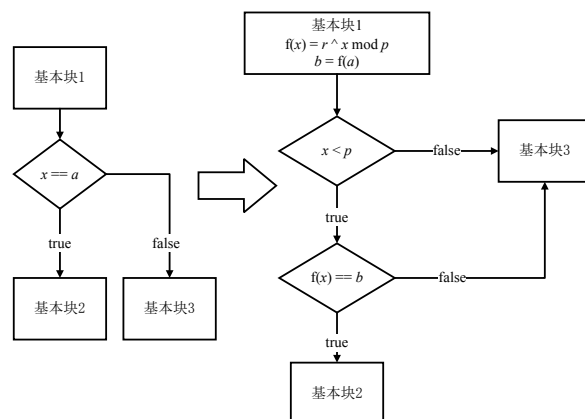 基本块1
x == a
true
false
基本块2
基本块3
基本块1
f(x) = r ^ x mod p
b = f(a)
x < p
false
基本块3
true
f(x) == b
false
true
基本块2